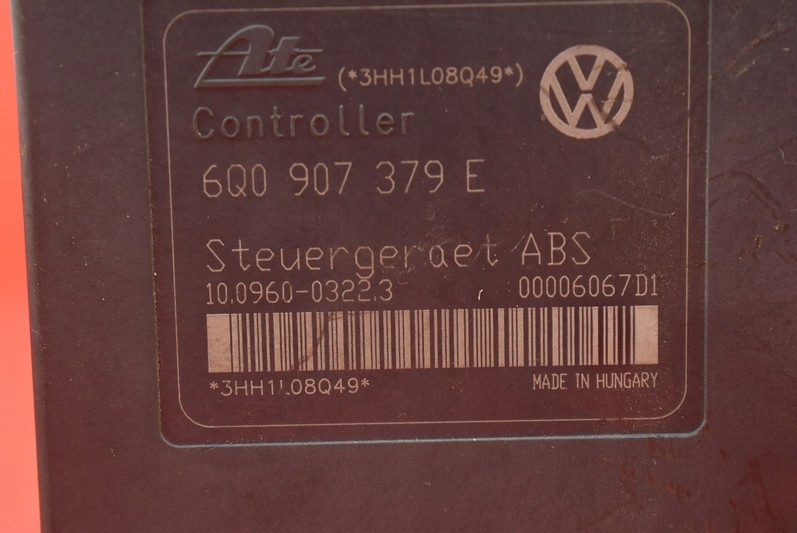 Ate (*3HH1L08Q49*)
Controller
6Q0 907 379 E
Steuergeraet ABS
10.0960-0322.3 00006067D1
*3HH1L08Q49* MADE IN HUNGARY